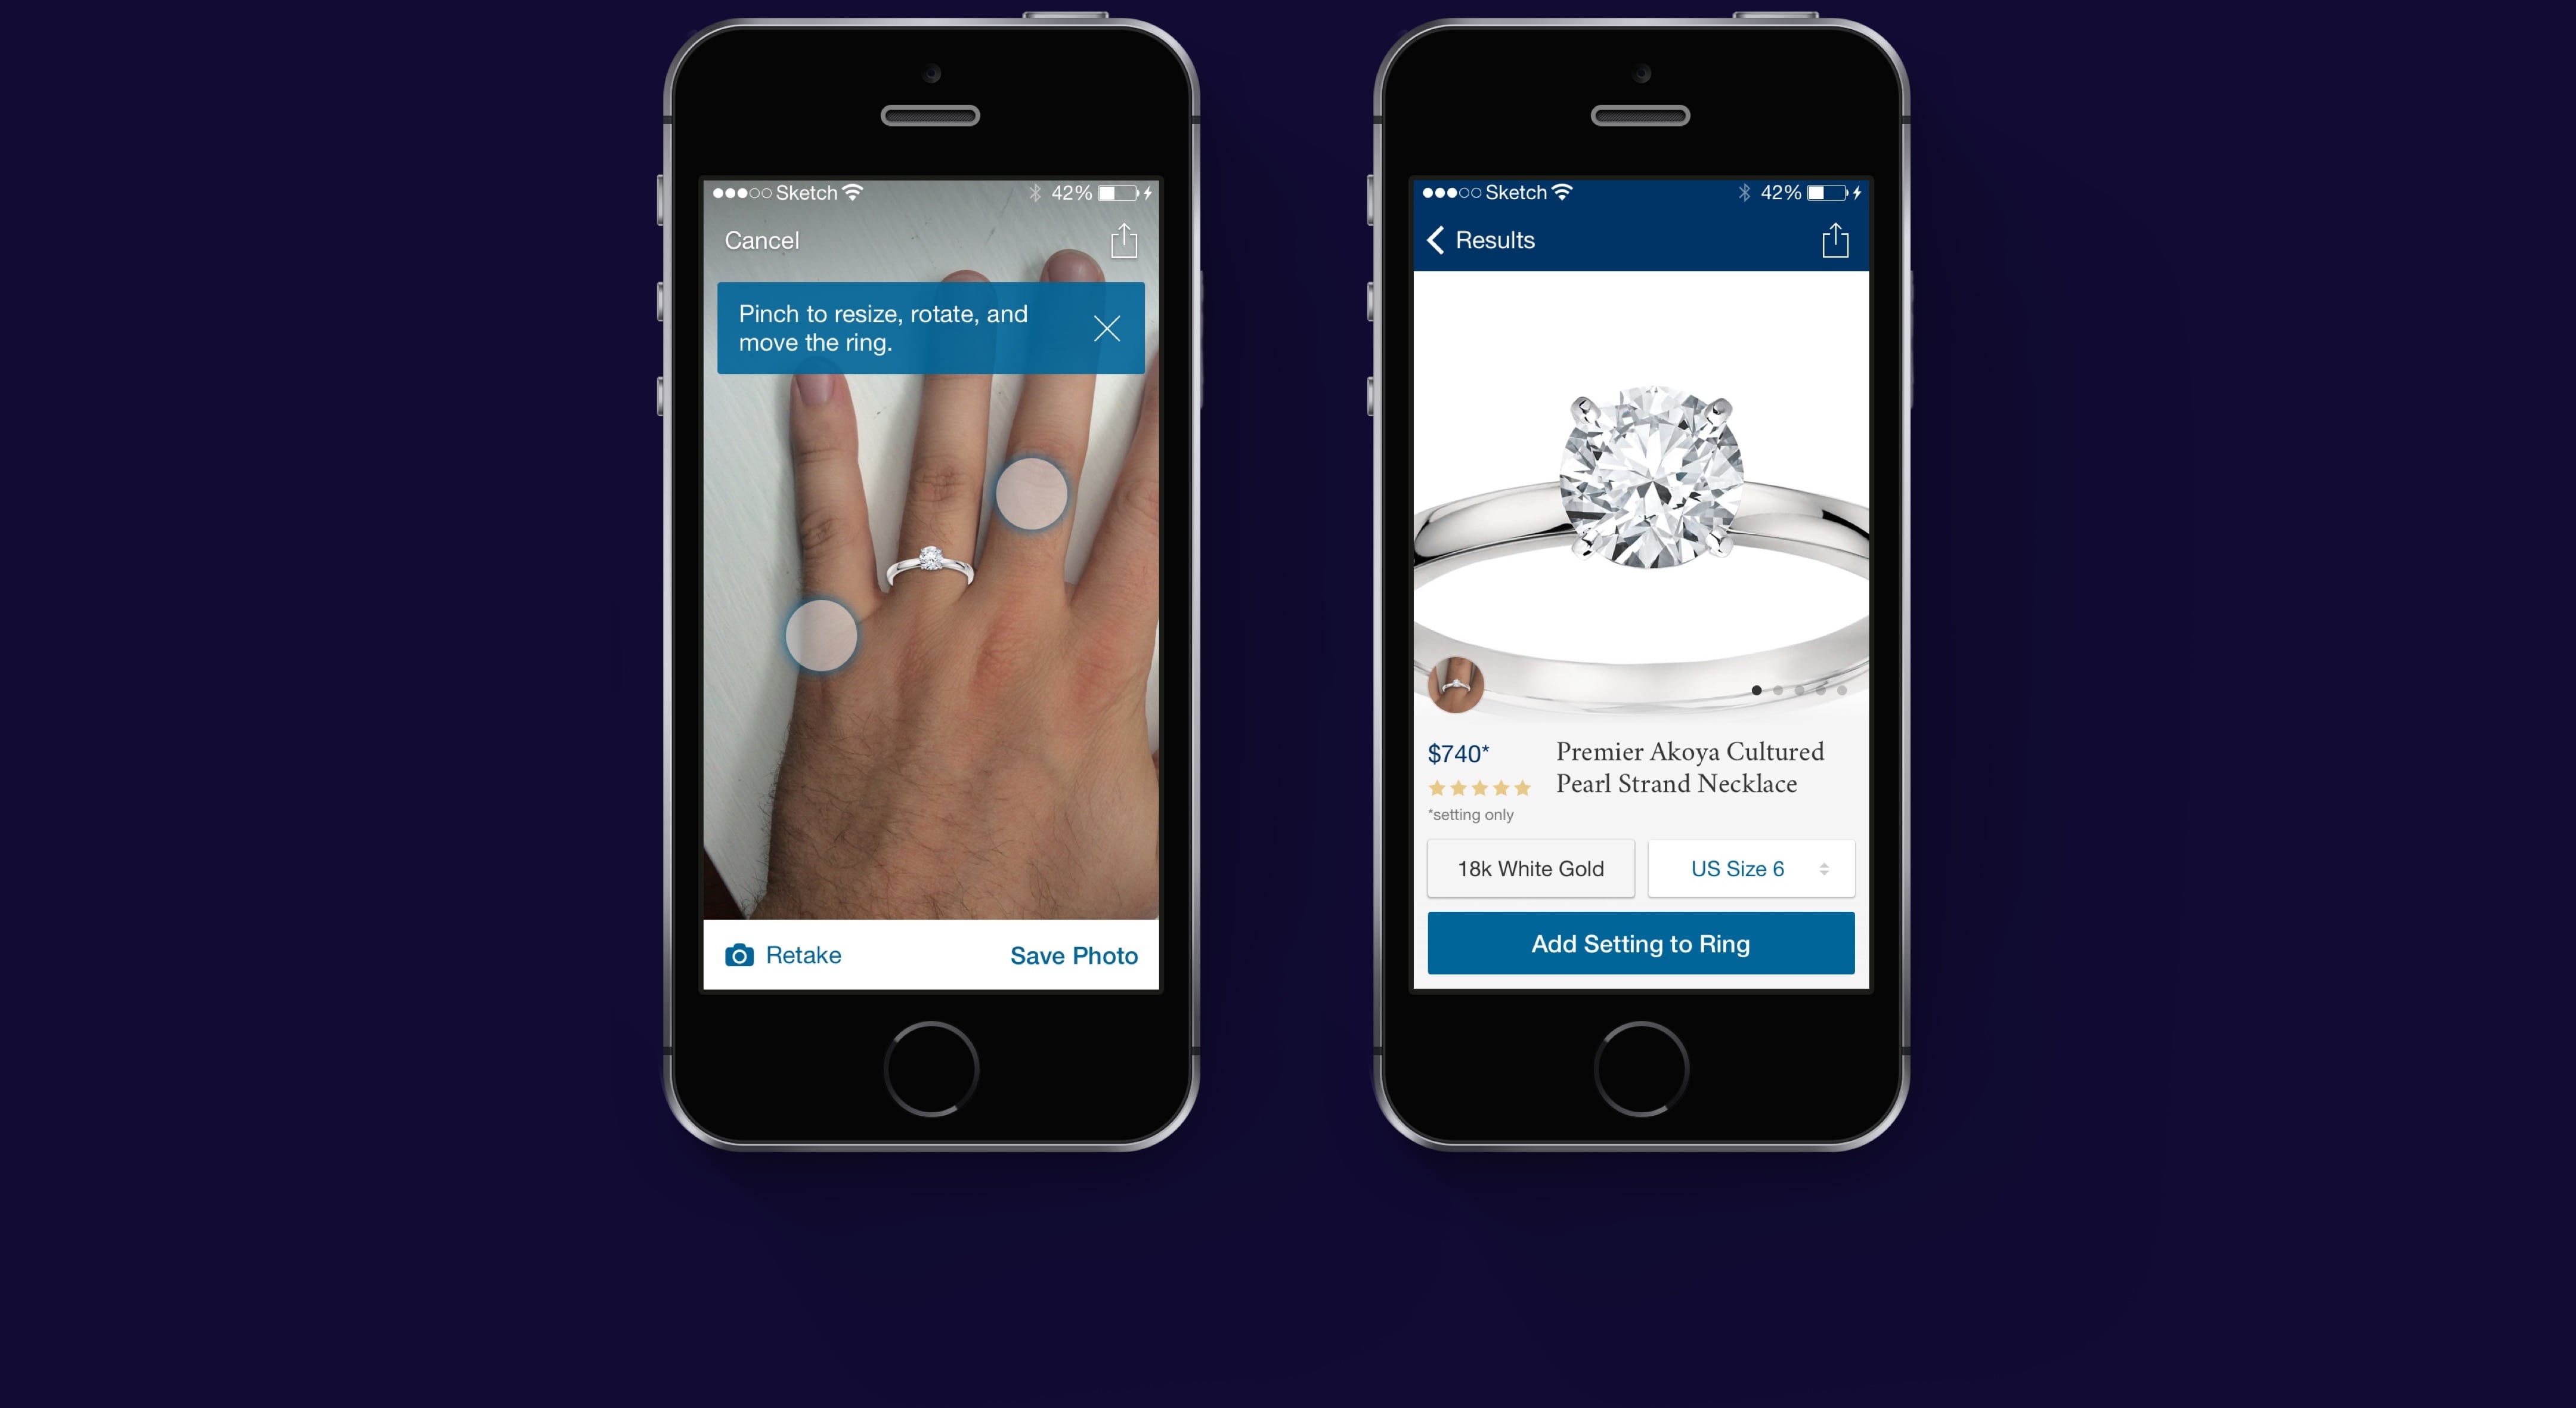 Sketch 42%
Cancel
Pinch to resize, rotate, and
move the ring.
Retake Save Photo
Sketch 42%
Results
$740*
Premier Akoya Cultured
Pearl Strand Necklace
*setting only
18k White Gold US Size 6
Add Setting to Ring